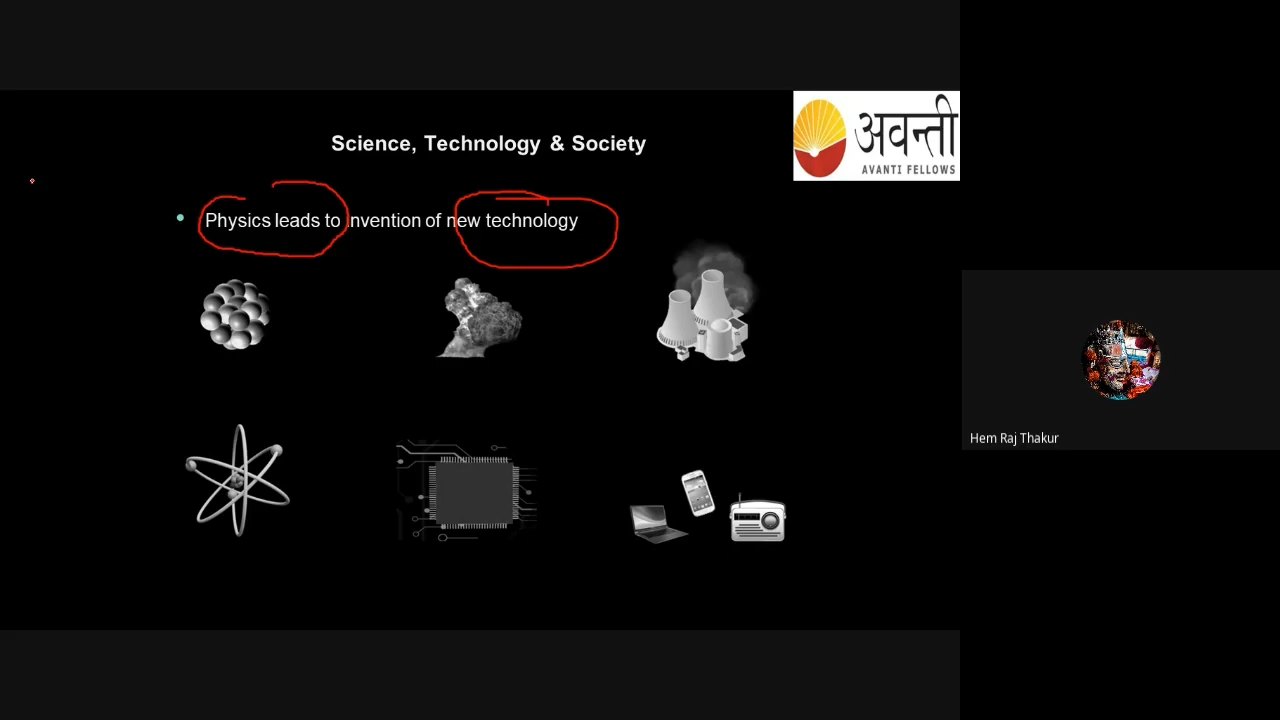 Science, Technology & Society
अवन्ती
AVANTI FELLOWS
Physics leads to invention of new technology
Hem Raj Thakur